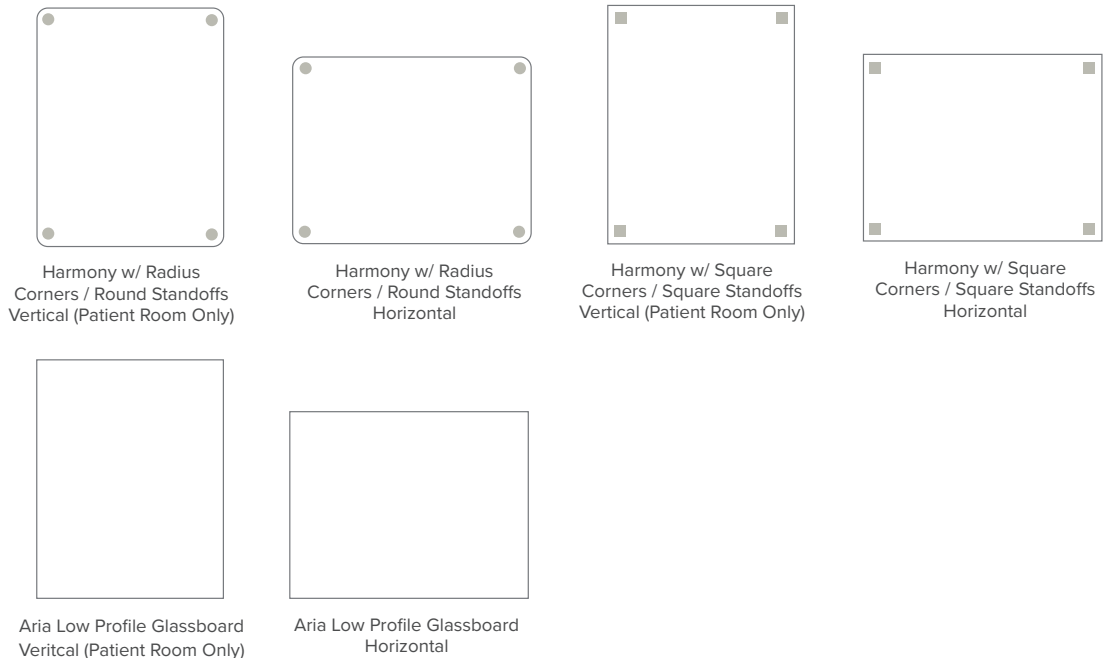 Harmony w/ Radius
Corners / Round Standoffs
Vertical (Patient Room Only)
Harmony w/ Radius
Corners / Round Standoffs
Horizontal
Harmony w/ Square
Corners / Square Standoffs
Vertical (Patient Room Only)
Harmony w/ Square
Corners / Square Standoffs
Horizontal
Aria Low Profile Glassboard
Veritcal (Patient Room Only)
Aria Low Profile Glassboard
Horizontal